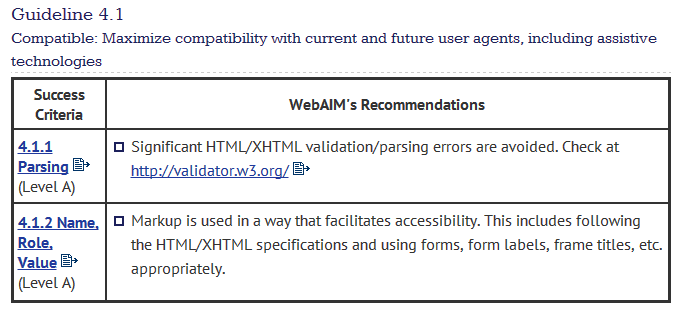 Guideline 4.1
Compatible: Maximize compatibility with current and future user agents, including assistive
technologies
Success
Criteria
WebAIM's Recommendations
4.1.1
Parsing
(Level A)
Significant HTML/XHTML validation/parsing errors are avoided. Check at
http://validator.w3.org/
4.1.2 Name,
Role,
Value
(Level A)
Markup is used in a way that facilitates accessibility. This includes following
the HTML/XHTML specifications and using forms, form labels, frame titles, etc.
appropriately.